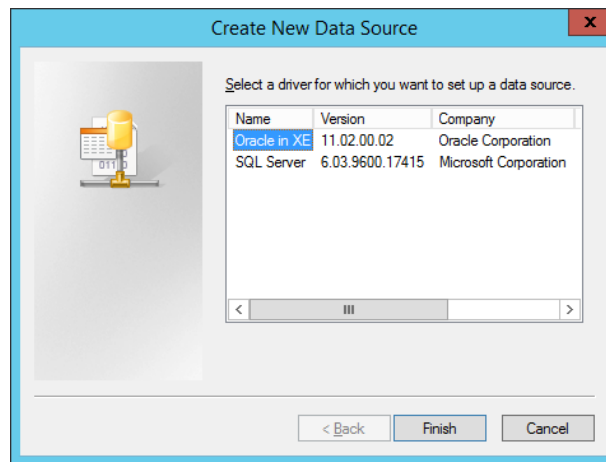 Create New Data Source
x
Select a driver for which you want to set up a data source.
Name Version Company
Oracle in XE 11.02.00.02 Oracle Corporation
SQL Server 6.03.9600.17415 Microsoft Corporation
< Back Finish Cancel